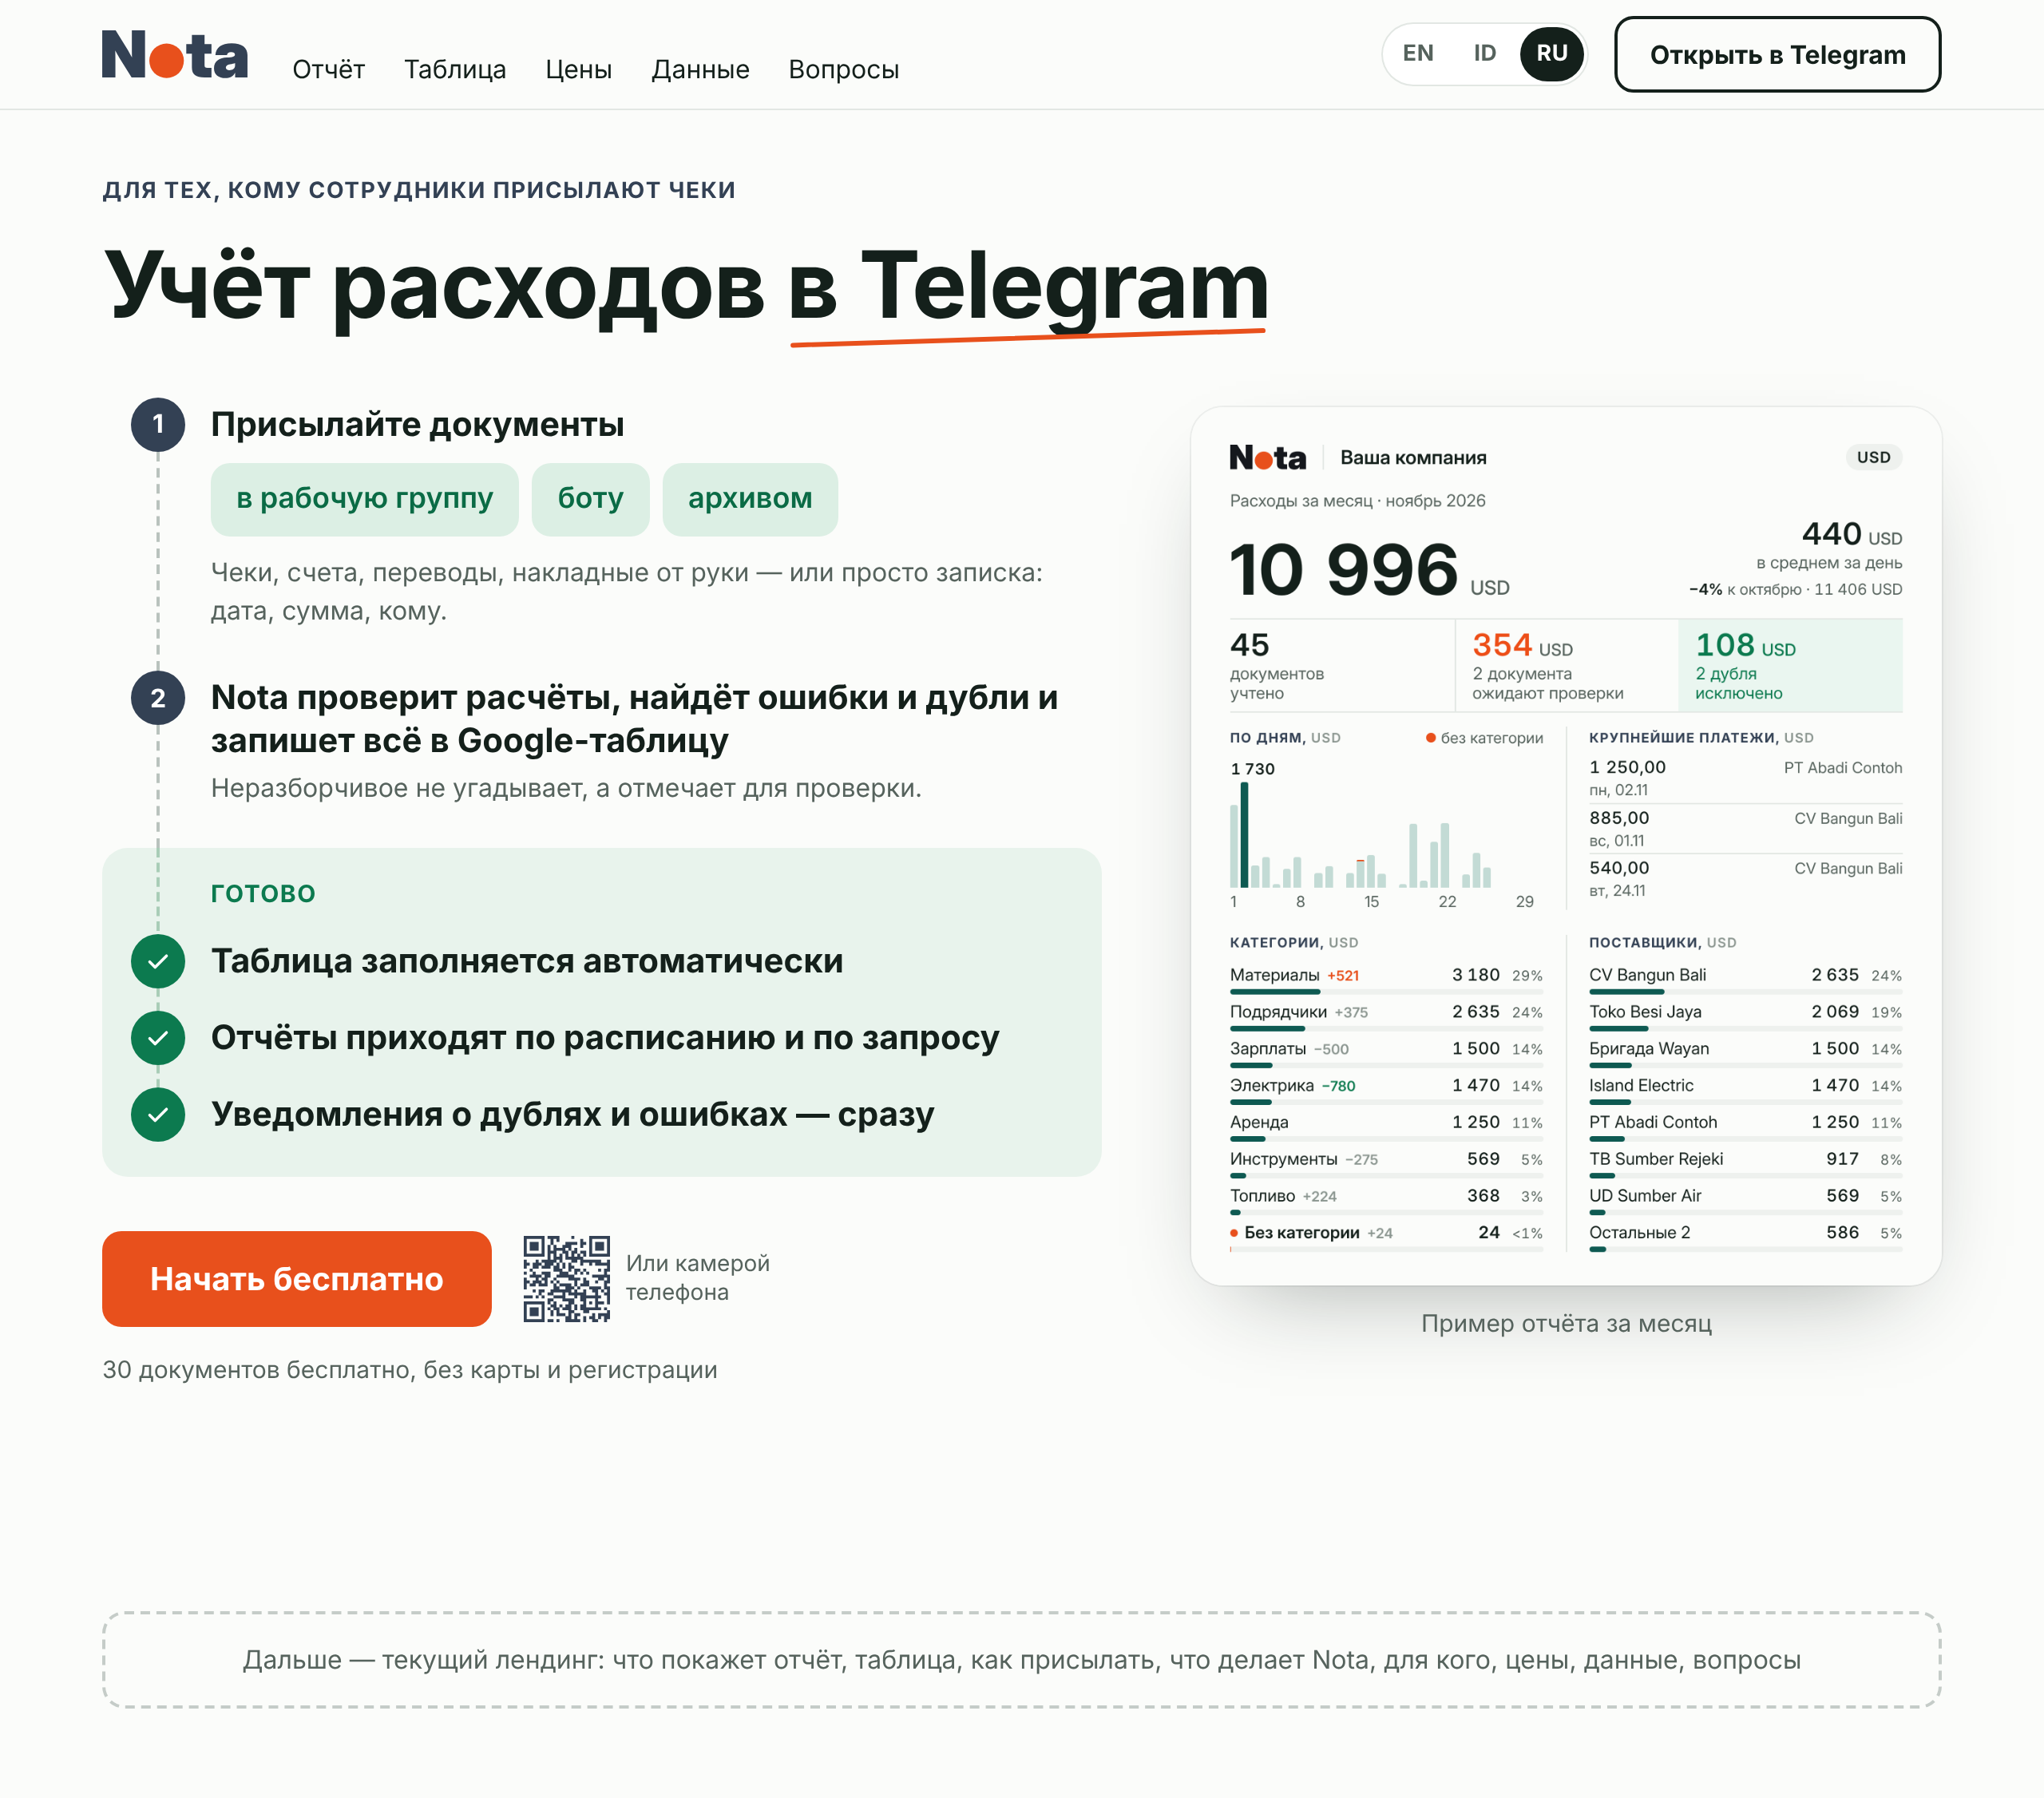 Nota
Отчёт Таблица Цены Данные Вопросы
EN ID RU
Открыть в Telegram
ДЛЯ ТЕХ, КОМУ СОТРУДНИКИ ПРИСЫЛАЮТ ЧЕКИ
Учёт расходов в Telegram
1
Присылайте документы
в рабочую группу боту архивом
Чеки, счета, переводы, накладные от руки — или просто записка:
дата, сумма, кому.
2
Nota проверит расчёты, найдёт ошибки и дубли и
запишет всё в Google-таблицу
Неразборчивое не угадывает, а отмечает для проверки.
ГОТОВО
Таблица заполняется автоматически
Отчёты приходят по расписанию и по запросу
Уведомления о дублях и ошибках — сразу
Начать бесплатно
Или камерой
телефона
30 документов бесплатно, без карты и регистрации
Nota Ваша компания USD
Расходы за месяц · ноябрь 2026
10 996 USD
440 USD
в среднем за день
−4% к октябрю · 11 406 USD
45
документов
учтено
354 USD
2 документа
ожидают проверки
108 USD
2 дубля
исключено
ПО ДНЯМ, USD без категории
1 730
1 8 15 22 29
КРУПНЕЙШИЕ ПЛАТЕЖИ, USD
1 250,00 PT Abadi Contoh
пн, 02.11
885,00 CV Bangun Bali
вс, 01.11
540,00 CV Bangun Bali
вт, 24.11
КАТЕГОРИИ, USD
Материалы +521 3 180 29%
Подрядчики +375 2 635 24%
Зарплаты −500 1 500 14%
Электрика −780 1 470 14%
Аренда 1 250 11%
Инструменты −275 569 5%
Топливо +224 368 3%
Без категории +24 24 <1%
ПОСТАВЩИКИ, USD
CV Bangun Bali 2 635 24%
Toko Besi Jaya 2 069 19%
Бригада Wayan 1 500 14%
Island Electric 1 470 14%
PT Abadi Contoh 1 250 11%
TB Sumber Rejeki 917 8%
UD Sumber Air 569 5%
Остальные 2 586 5%
Пример отчёта за месяц
Дальше — текущий лендинг: что покажет отчёт, таблица, как присылать, что делает Nota, для кого, цены, данные, вопросы